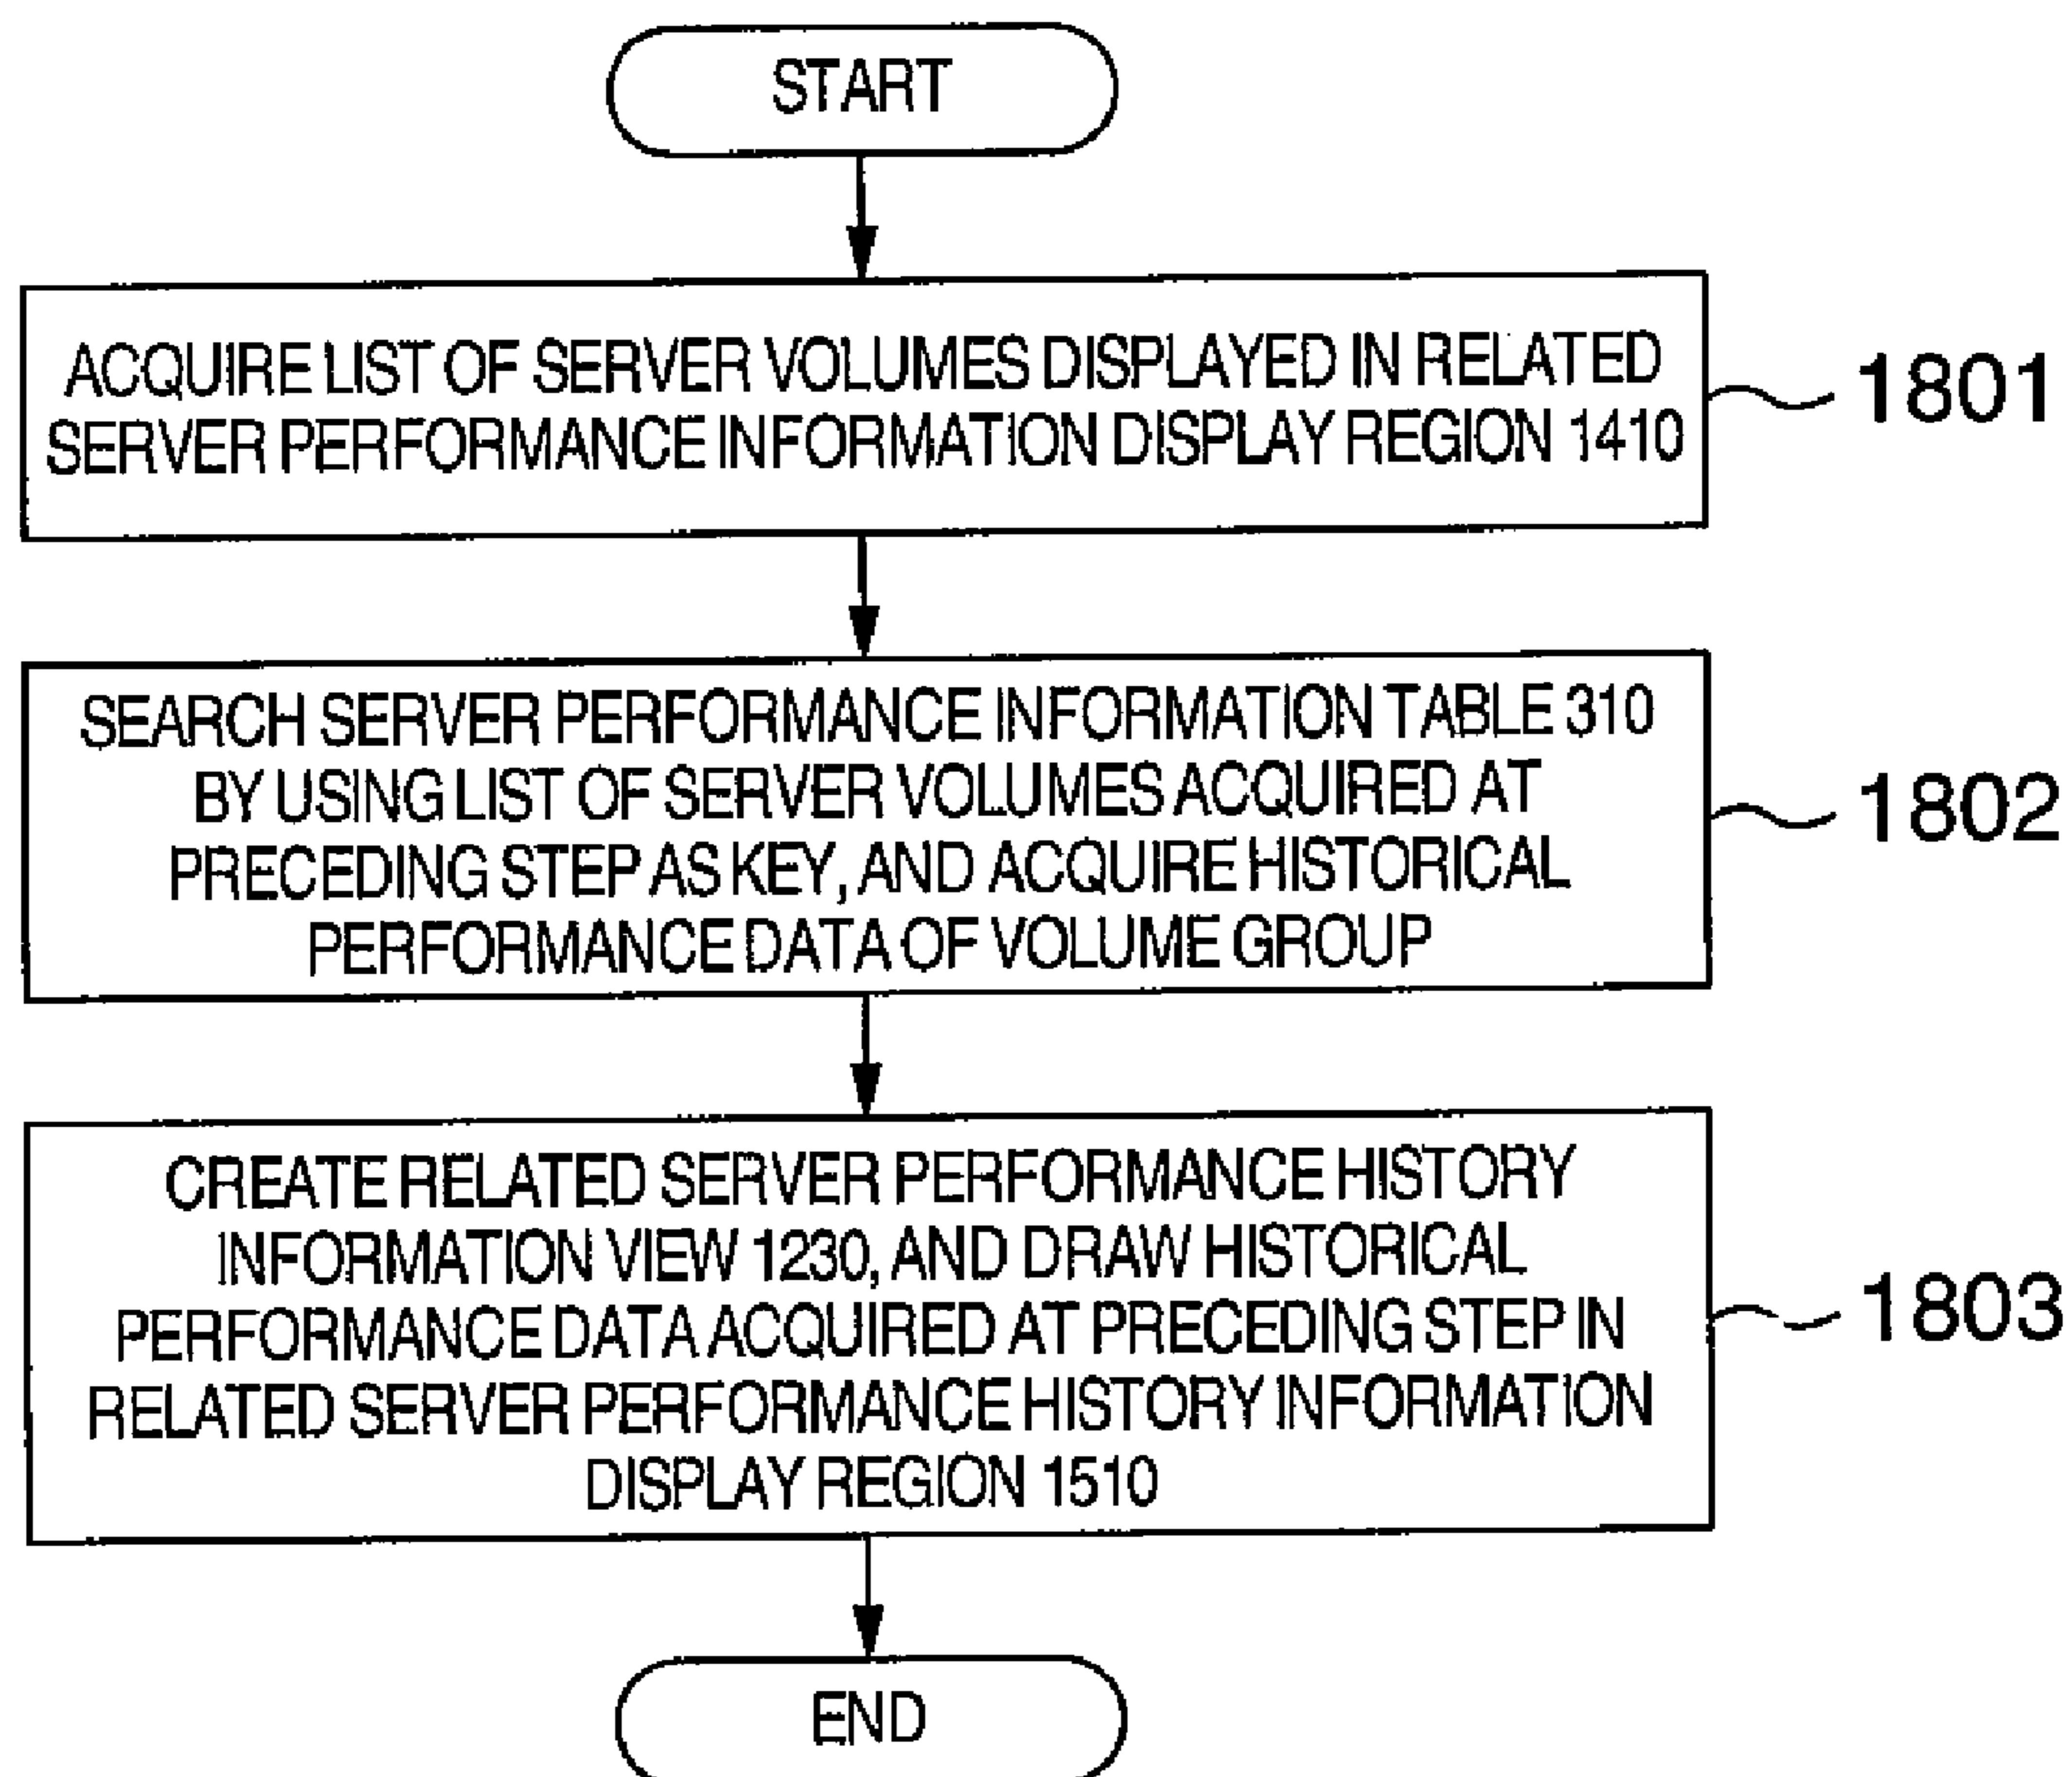 START
ACQUIRE LIST OF SERVER VOLUMES DISPLAYED IN RELATED
SERVER PERFORMANCE INFORMATION DISPLAY REGION 1410
1801
SEARCH SERVER PERFORMANCE INFORMATION TABLE 310
BY USING LIST OF SERVER VOLUMES ACQUIRED AT
PRECEDING STEP AS KEY, AND ACQUIRE HISTORICAL
PERFORMANCE DATA OF VOLUME GROUP
1802
CREATE RELATED SERVER PERFORMANCE HISTORY
INFORMATION VIEW 1230, AND DRAW HISTORICAL
PERFORMANCE DATA ACQUIRED AT PRECEDING STEP IN
RELATED SERVER PERFORMANCE HISTORY INFORMATION
DISPLAY REGION 1510
1803
END